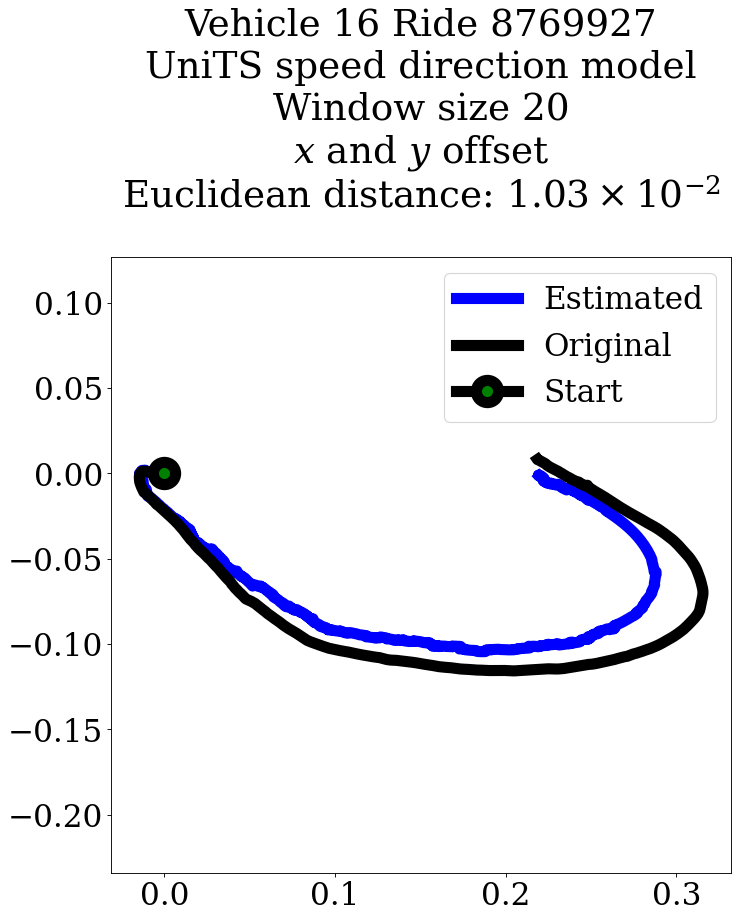 Vehicle 16 Ride 8769927
UniTS speed direction model
Window size 20
x and y offset
Euclidean distance: 1.03 × 10⁻²
Estimated
Original
Start
0.10
0.05
0.00
−0.05
−0.10
−0.15
−0.20
0.0 0.1 0.2 0.3